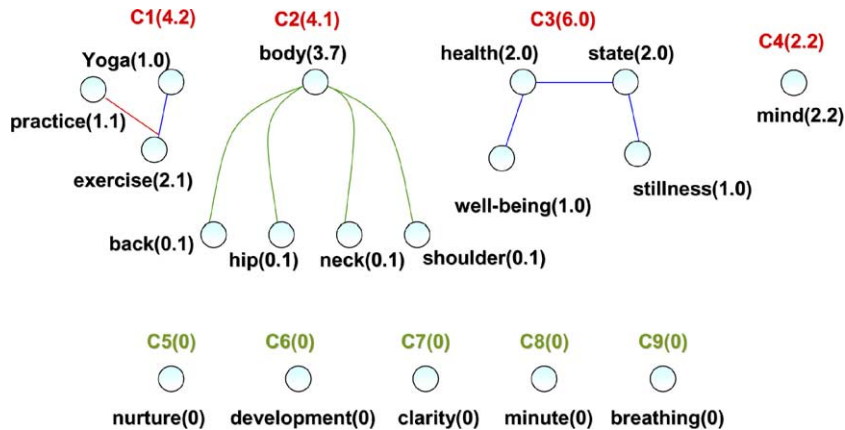 C1(4.2) C2(4.1) C3(6.0)
C4(2.2)
Yoga(1.0) body(3.7) health(2.0) state(2.0)
mind(2.2)
practice(1.1)
exercise(2.1)
stillness(1.0)
well-being(1.0)
back(0.1) hip(0.1) neck(0.1) shoulder(0.1)
C5(0) C6(0) C7(0) C8(0) C9(0)
nurture(0) development(0) clarity(0) minute(0) breathing(0)